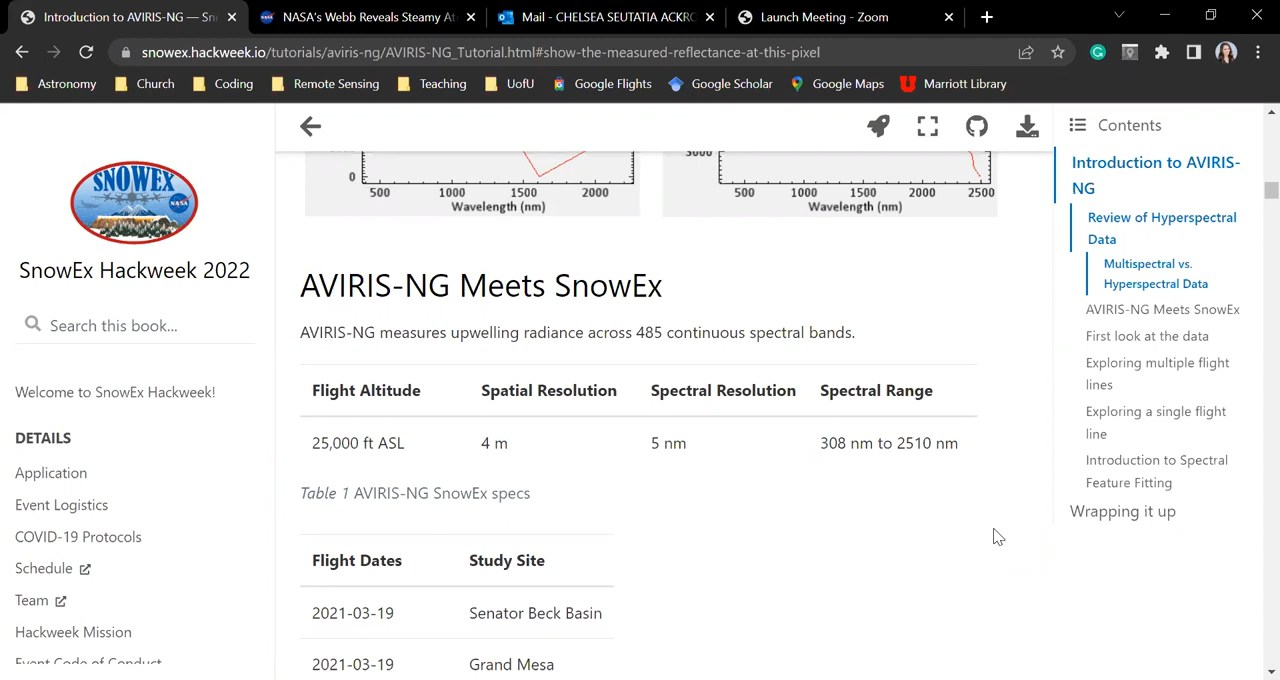 Introduction to AVIRIS-NG — Sn
NASA's Webb Reveals Steamy At
Mail - CHELSEA SEUTATIA ACKRO
Launch Meeting - Zoom
snowex.hackweek.io/tutorials/aviris-ng/AVIRIS-NG_Tutorial.html#show-the-measured-reflectance-at-this-pixel
Astronomy Church Coding Remote Sensing Teaching UofU Google Flights Google Scholar Google Maps Marriott Library
SNOWEX
NASA
SnowEx Hackweek 2022
Search this book...
Welcome to SnowEx Hackweek!
DETAILS
Application
Event Logistics
COVID-19 Protocols
Schedule
Team
Hackweek Mission
Event Code of Conduct
0
500 1000 1500 2000
Wavelength (nm)
3000
500 1000 1500 2000 2500
Wavelength (nm)
AVIRIS-NG Meets SnowEx
AVIRIS-NG measures upwelling radiance across 485 continuous spectral bands.
Flight Altitude Spatial Resolution Spectral Resolution Spectral Range
25,000 ft ASL 4 m 5 nm 308 nm to 2510 nm
Table 1 AVIRIS-NG SnowEx specs
Flight Dates Study Site
2021-03-19 Senator Beck Basin
2021-03-19 Grand Mesa
Contents
Introduction to AVIRIS-
NG
Review of Hyperspectral
Data
Multispectral vs.
Hyperspectral Data
AVIRIS-NG Meets SnowEx
First look at the data
Exploring multiple flight
lines
Exploring a single flight
line
Introduction to Spectral
Feature Fitting
Wrapping it up